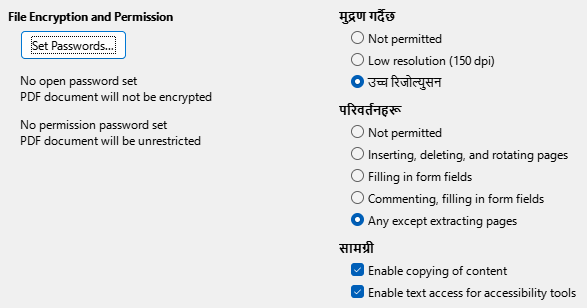 File Encryption and Permission
Set Passwords...
No open password set
PDF document will not be encrypted
No permission password set
PDF document will be unrestricted
मुद्रण गर्दैछ
Not permitted
Low resolution (150 dpi)
उच्च रिजोल्युसन
परिवर्तनहरू
Not permitted
Inserting, deleting, and rotating pages
Filling in form fields
Commenting, filling in form fields
Any except extracting pages
सामग्री
Enable copying of content
Enable text access for accessibility tools